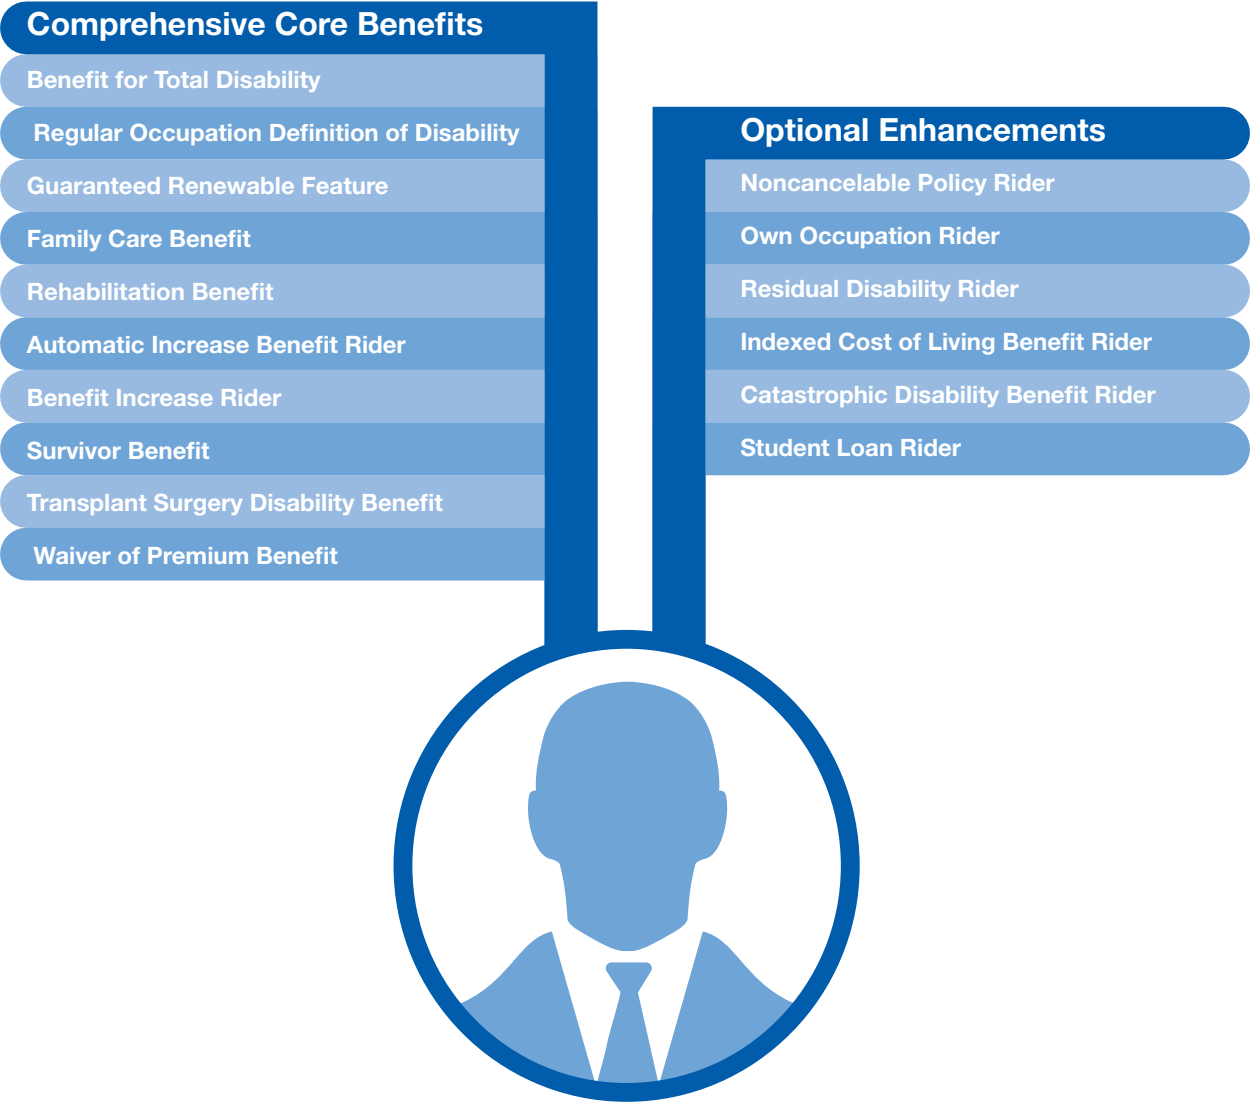 Comprehensive Core Benefits
Benefit for Total Disability
Regular Occupation Definition of Disability
Guaranteed Renewable Feature
Family Care Benefit
Rehabilitation Benefit
Automatic Increase Benefit Rider
Benefit Increase Rider
Survivor Benefit
Transplant Surgery Disability Benefit
Waiver of Premium Benefit
Optional Enhancements
Noncancelable Policy Rider
Own Occupation Rider
Residual Disability Rider
Indexed Cost of Living Benefit Rider
Catastrophic Disability Benefit Rider
Student Loan Rider